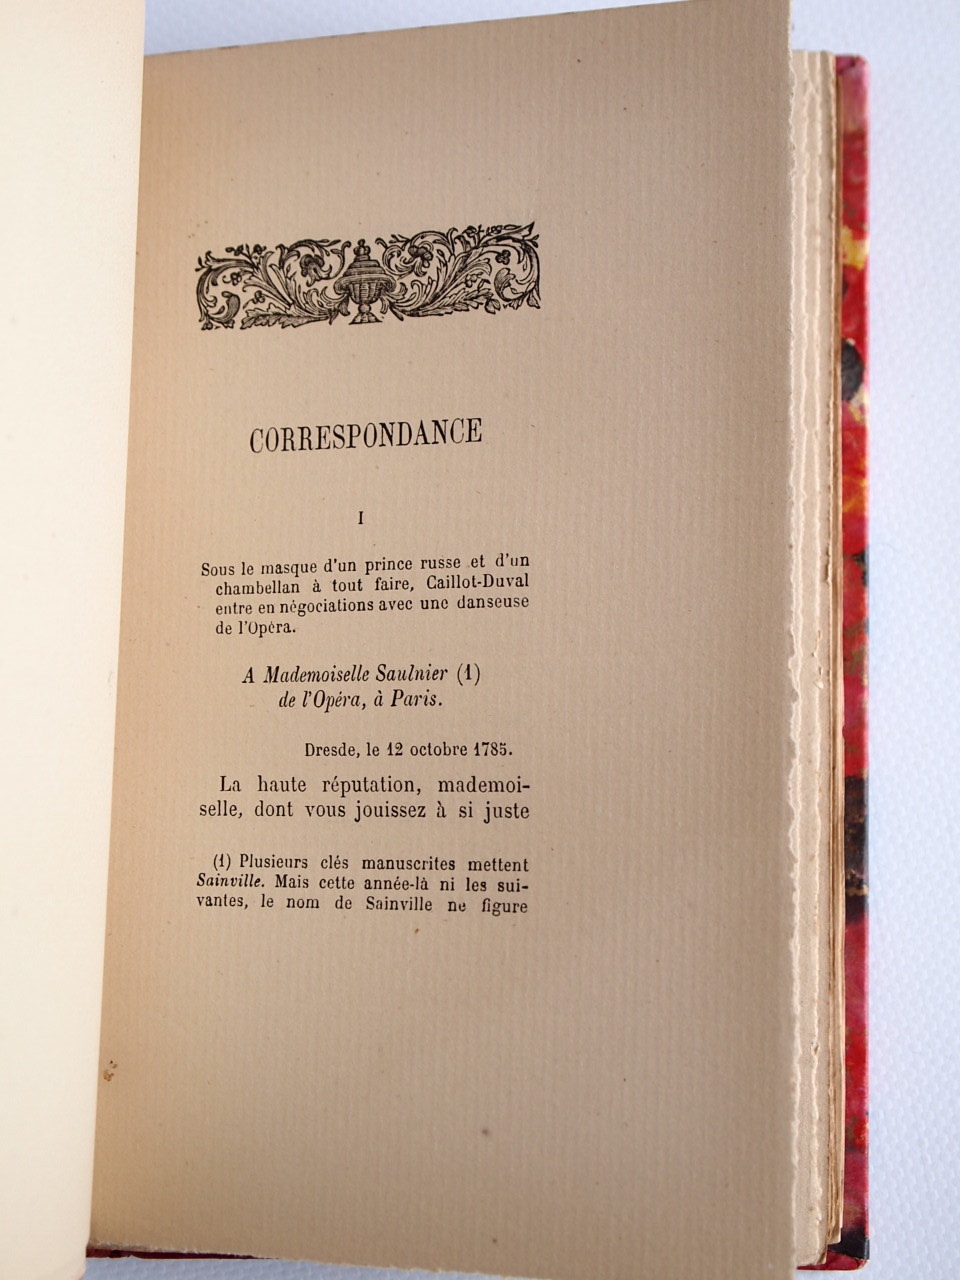 CORRESPONDANCE
I
Sous le masque d'un prince russe et d'un
chambellan à tout faire, Caillot-Duval
entre en négociations avec une danseuse
de l'Opéra.
A Mademoiselle Saulnier (1)
de l'Opéra, à Paris.
Dresde, le 12 octobre 1785.
La haute réputation, mademoi-
selle, dont vous jouissez à si juste
(1) Plusieurs clés manuscrites mettent
Sainville. Mais cette année-là ni les sui-
vantes, le nom de Sainville ne figure